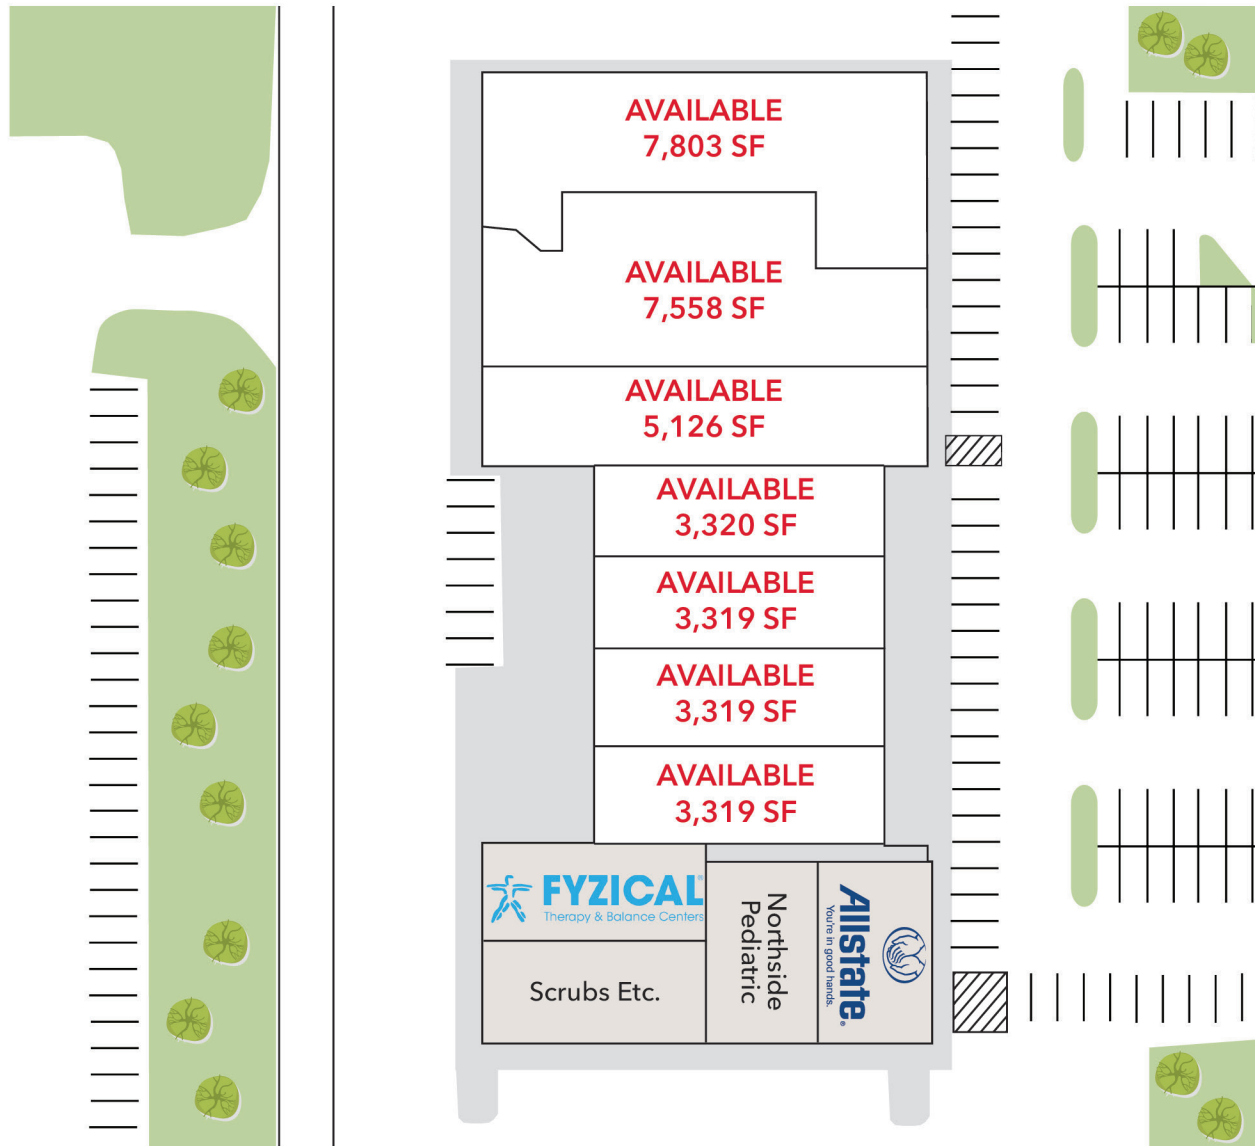 AVAILABLE
7,803 SF
AVAILABLE
7,558 SF
AVAILABLE
5,126 SF
AVAILABLE
3,320 SF
AVAILABLE
3,319 SF
AVAILABLE
3,319 SF
AVAILABLE
3,319 SF
FYZICAL®
Therapy & Balance Centers
Scrubs Etc.
Northside
Pediatric
Allstate®
You're in good hands.